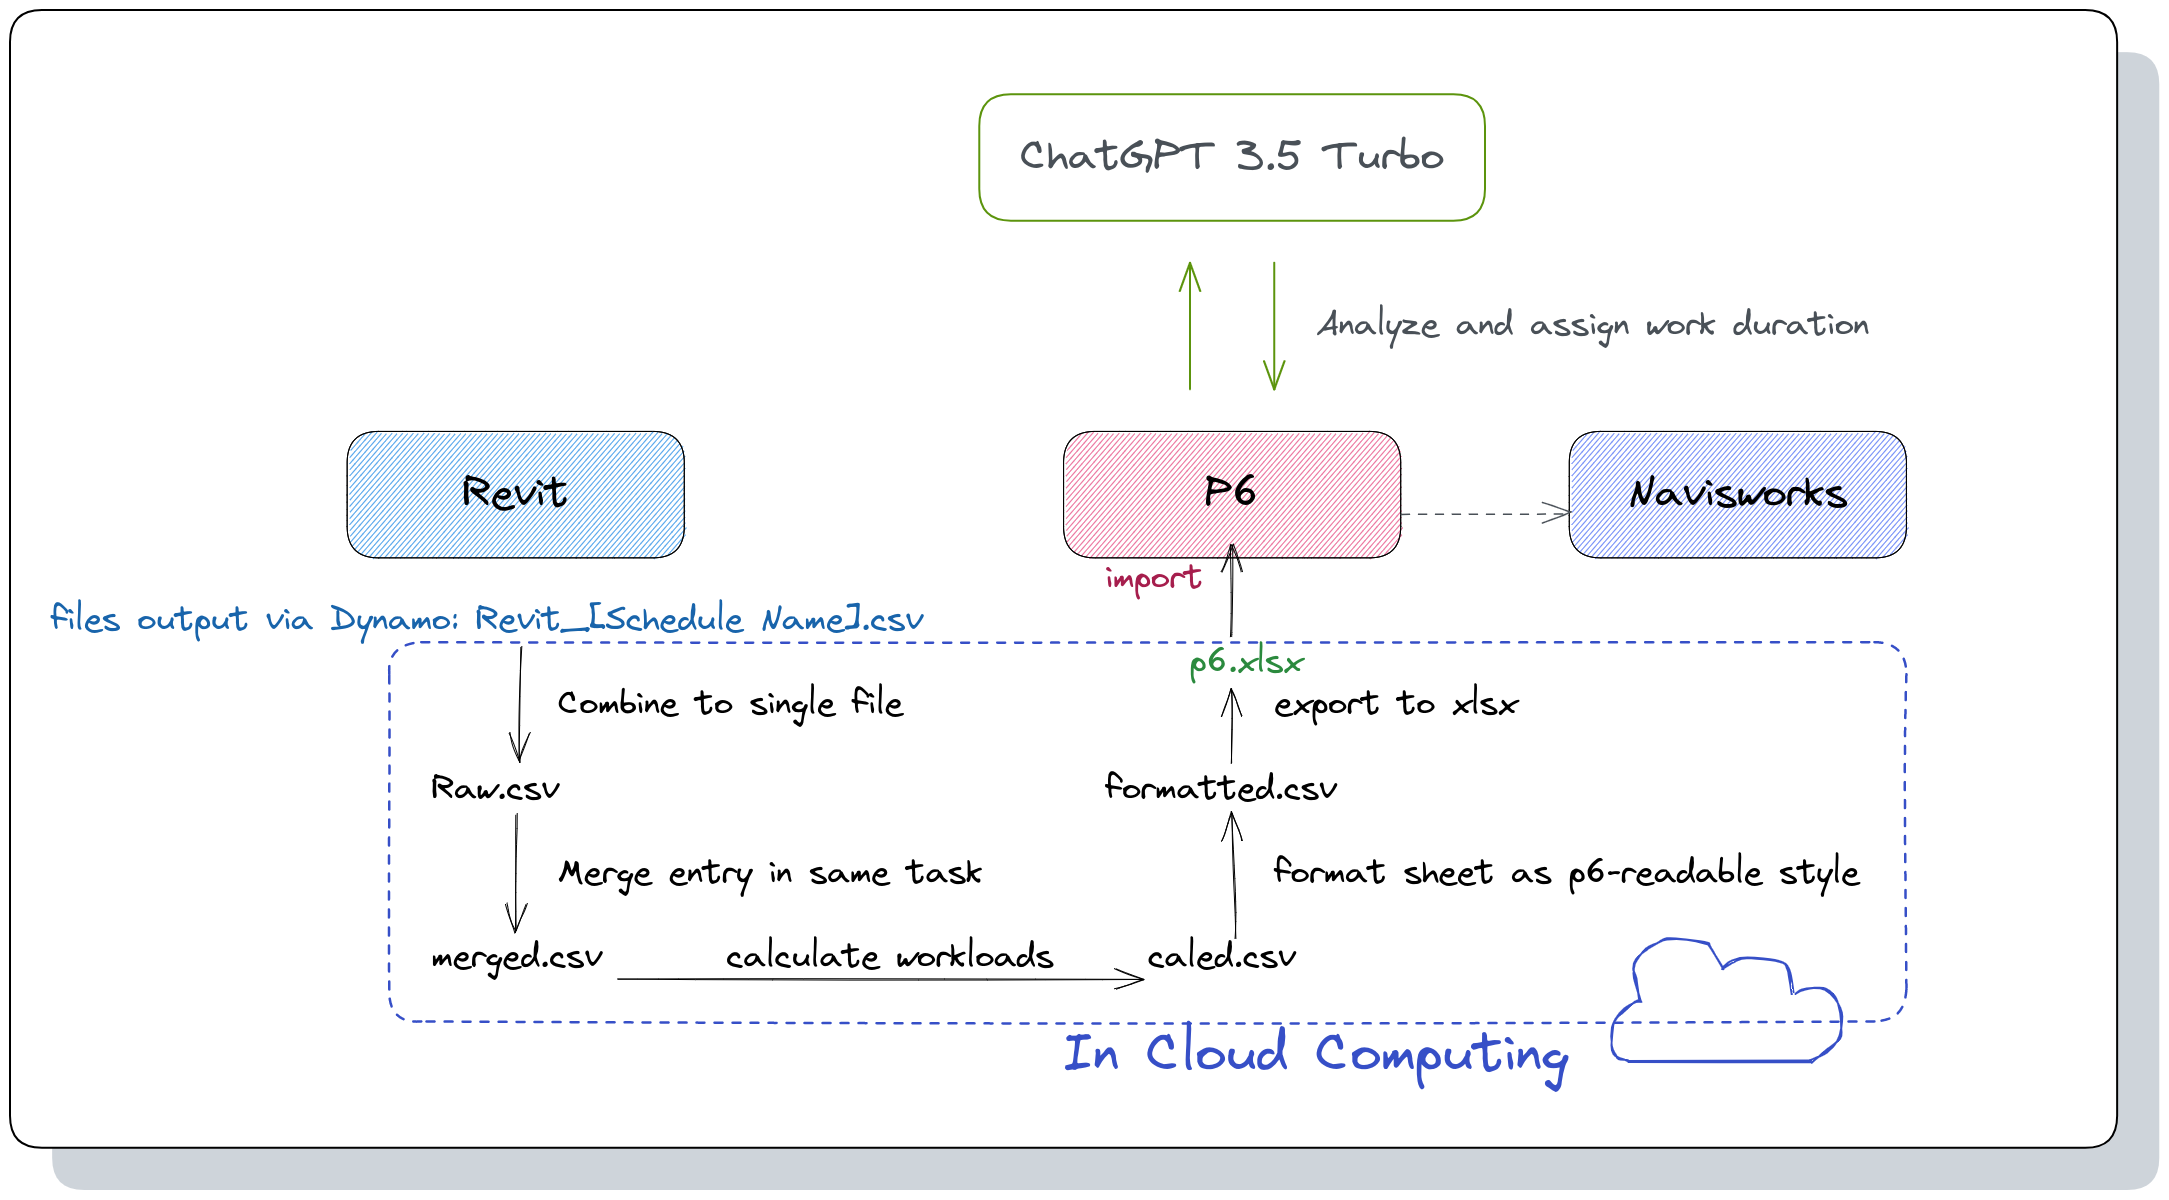 ChatGPT 3.5 Turbo
Analyze and assign work duration
Revit
P6
Navisworks
import
files output via Dynamo: Revit_[Schedule Name].csv
p6.xlsx
Combine to single file
export to xlsx
Raw.csv
formatted.csv
Merge entry in same task
format sheet as p6-readable style
merged.csv
calculate workloads
caled.csv
In Cloud Computing